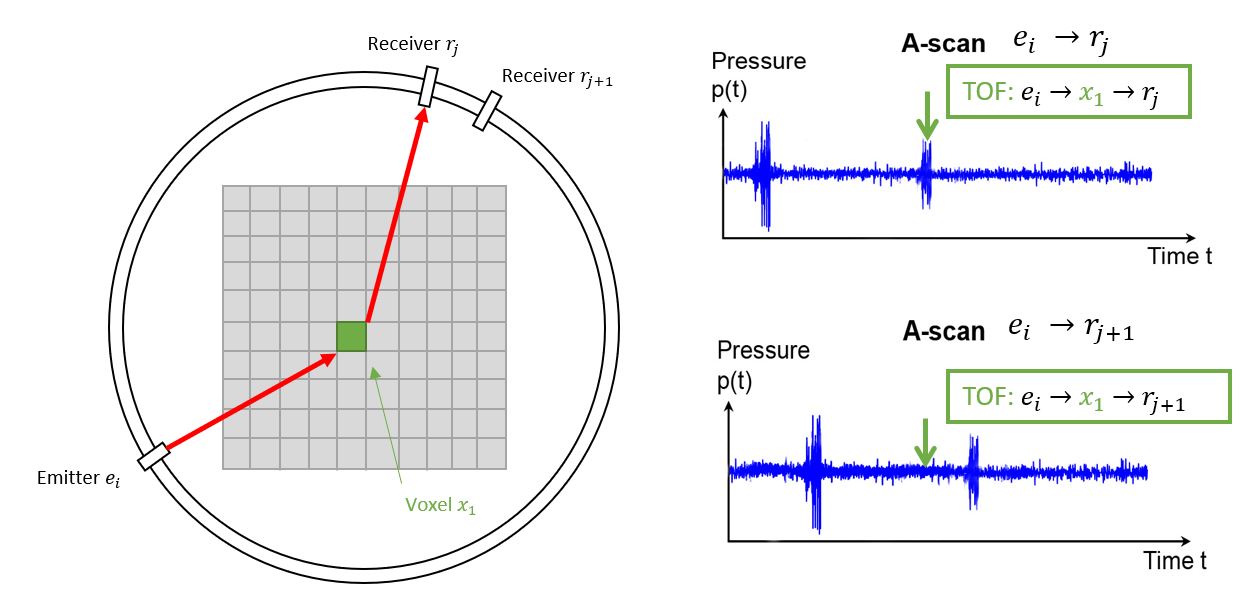 Receiver rⱼ
Receiver rⱼ₊₁
Emitter eᵢ
Voxel x₁
A-scan eᵢ → rⱼ
Pressure
p(t)
TOF: eᵢ → x₁ → rⱼ
Time t
A-scan eᵢ → rⱼ₊₁
Pressure
p(t)
TOF: eᵢ → x₁ → rⱼ₊₁
Time t